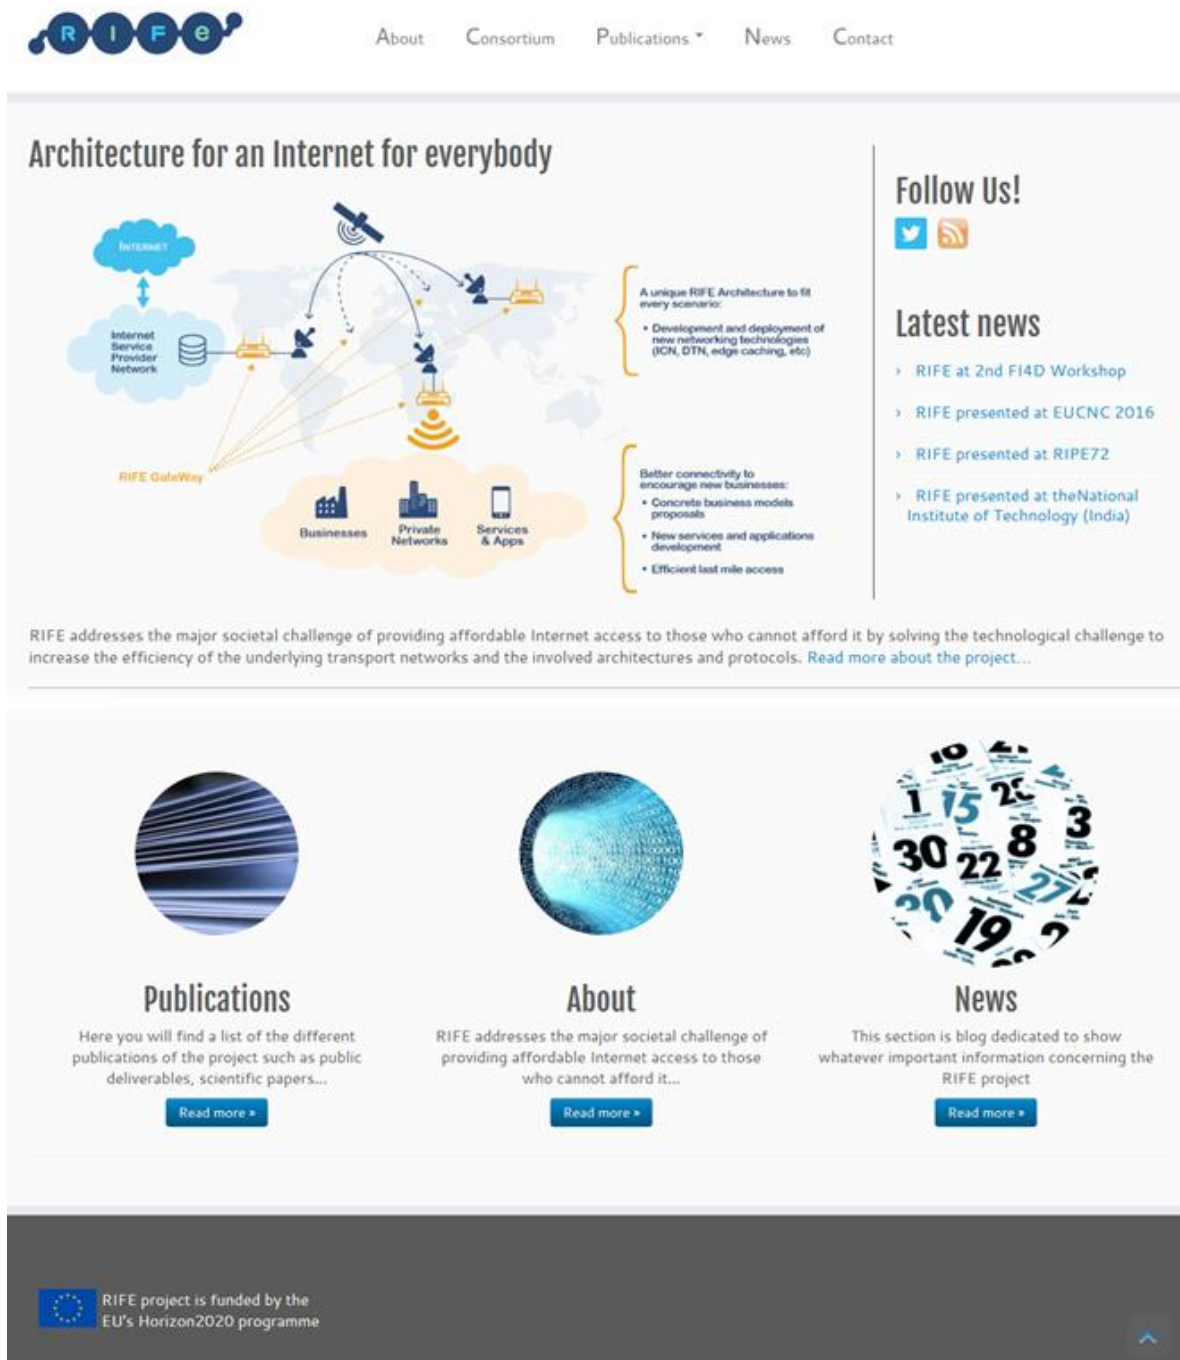 RIFe
About Consortium Publications News Contact
Architecture for an Internet for everybody
INTERNET
Internet
Service
Provider
Network
RIFE GateWay
Businesses
Private
Networks
Services
& Apps
A unique RIFE Architecture to fit
every scenario:
• Development and deployment of
new networking technologies
(ICN, DTN, edge caching, etc)
Better connectivity to
encourage new businesses:
• Concrete business models
proposals
• New services and applications
development
• Efficient last mile access
Follow Us!
Latest news
› RIFE at 2nd FI4D Workshop
› RIFE presented at EUCNC 2016
› RIFE presented at RIPE72
› RIFE presented at theNational
Institute of Technology (India)
RIFE addresses the major societal challenge of providing affordable Internet access to those who cannot afford it by solving the technological challenge to
increase the efficiency of the underlying transport networks and the involved architectures and protocols. Read more about the project...
1 15 3
30 22 8 27
19
Publications
Here you will find a list of the different
publications of the project such as public
deliverables, scientific papers...
Read more »
About
RIFE addresses the major societal challenge of
providing affordable Internet access to those
who cannot afford it...
Read more »
News
This section is blog dedicated to show
whatever important information concerning the
RIFE project
Read more »
RIFE project is funded by the
EU's Horizon2020 programme